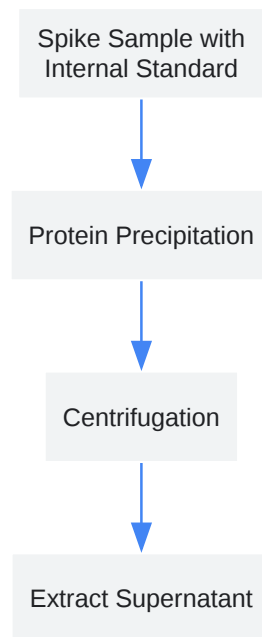 Spike Sample with
Internal Standard
Protein Precipitation
Centrifugation
Extract Supernatant